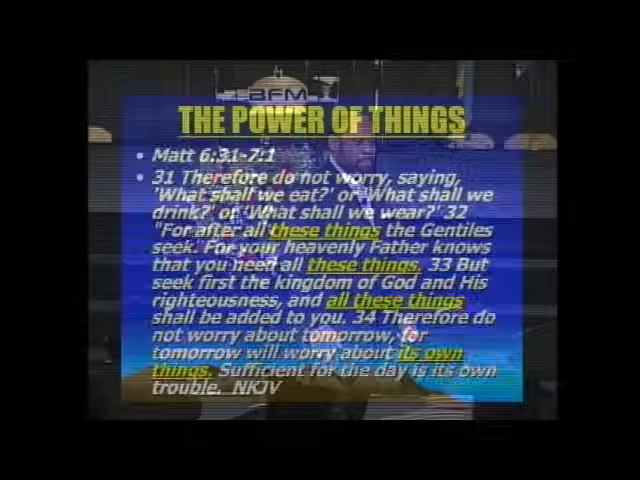 BFM
THE POWER OF THINGS
• Matt 6:31-7:1
• 31 Therefore do not worry, saying,
'What shall we eat?' or 'What shall we
drink?' or 'What shall we wear?' 32
"For after all these things the Gentiles
seek. For your heavenly Father knows
that you need all these things. 33 But
seek first the kingdom of God and His
righteousness, and all these things
shall be added to you. 34 Therefore do
not worry about tomorrow, for
tomorrow will worry about its own
things. Sufficient for the day is its own
trouble. NKJV